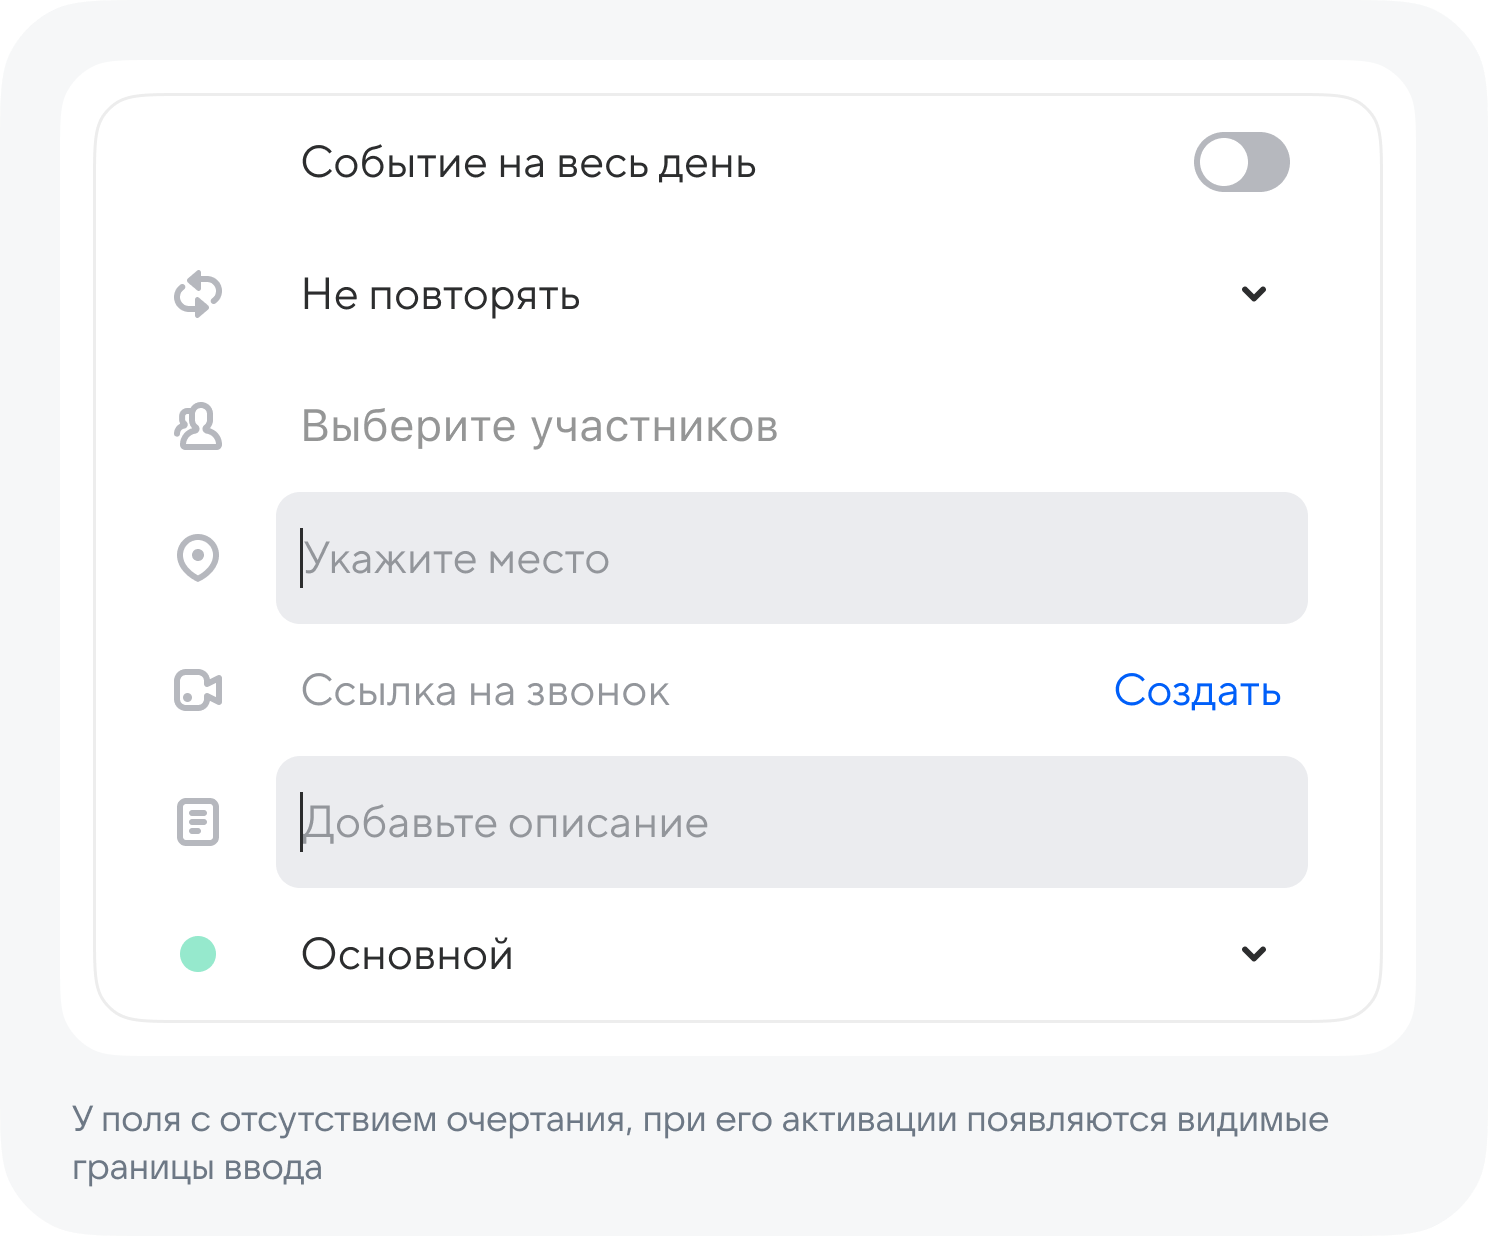 Событие на весь день
Не повторять
Выберите участников
Укажите место
Ссылка на звонок Создать
Добавьте описание
Основной
У поля с отсутствием очертания, при его активации появляются видимые
границы ввода